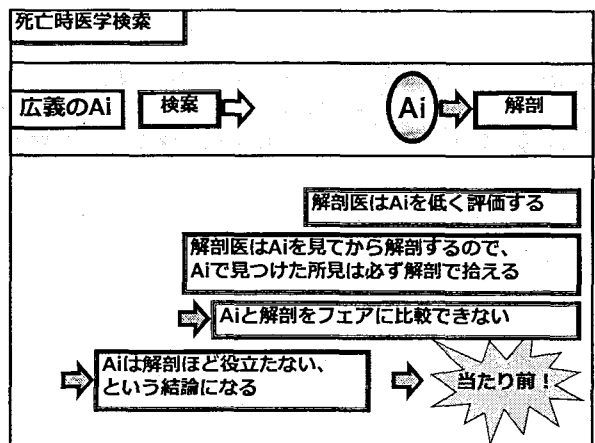 死亡時医学検索
広義のAi
検案
Ai
解剖
解剖医はAiを低く評価する
解剖医はAiを見てから解剖するので、
Aiで見つけた所見は必ず解剖で拾える
Aiと解剖をフェアに比較できない
Aiは解剖ほど役立たない、
という結論になる
当たり前！